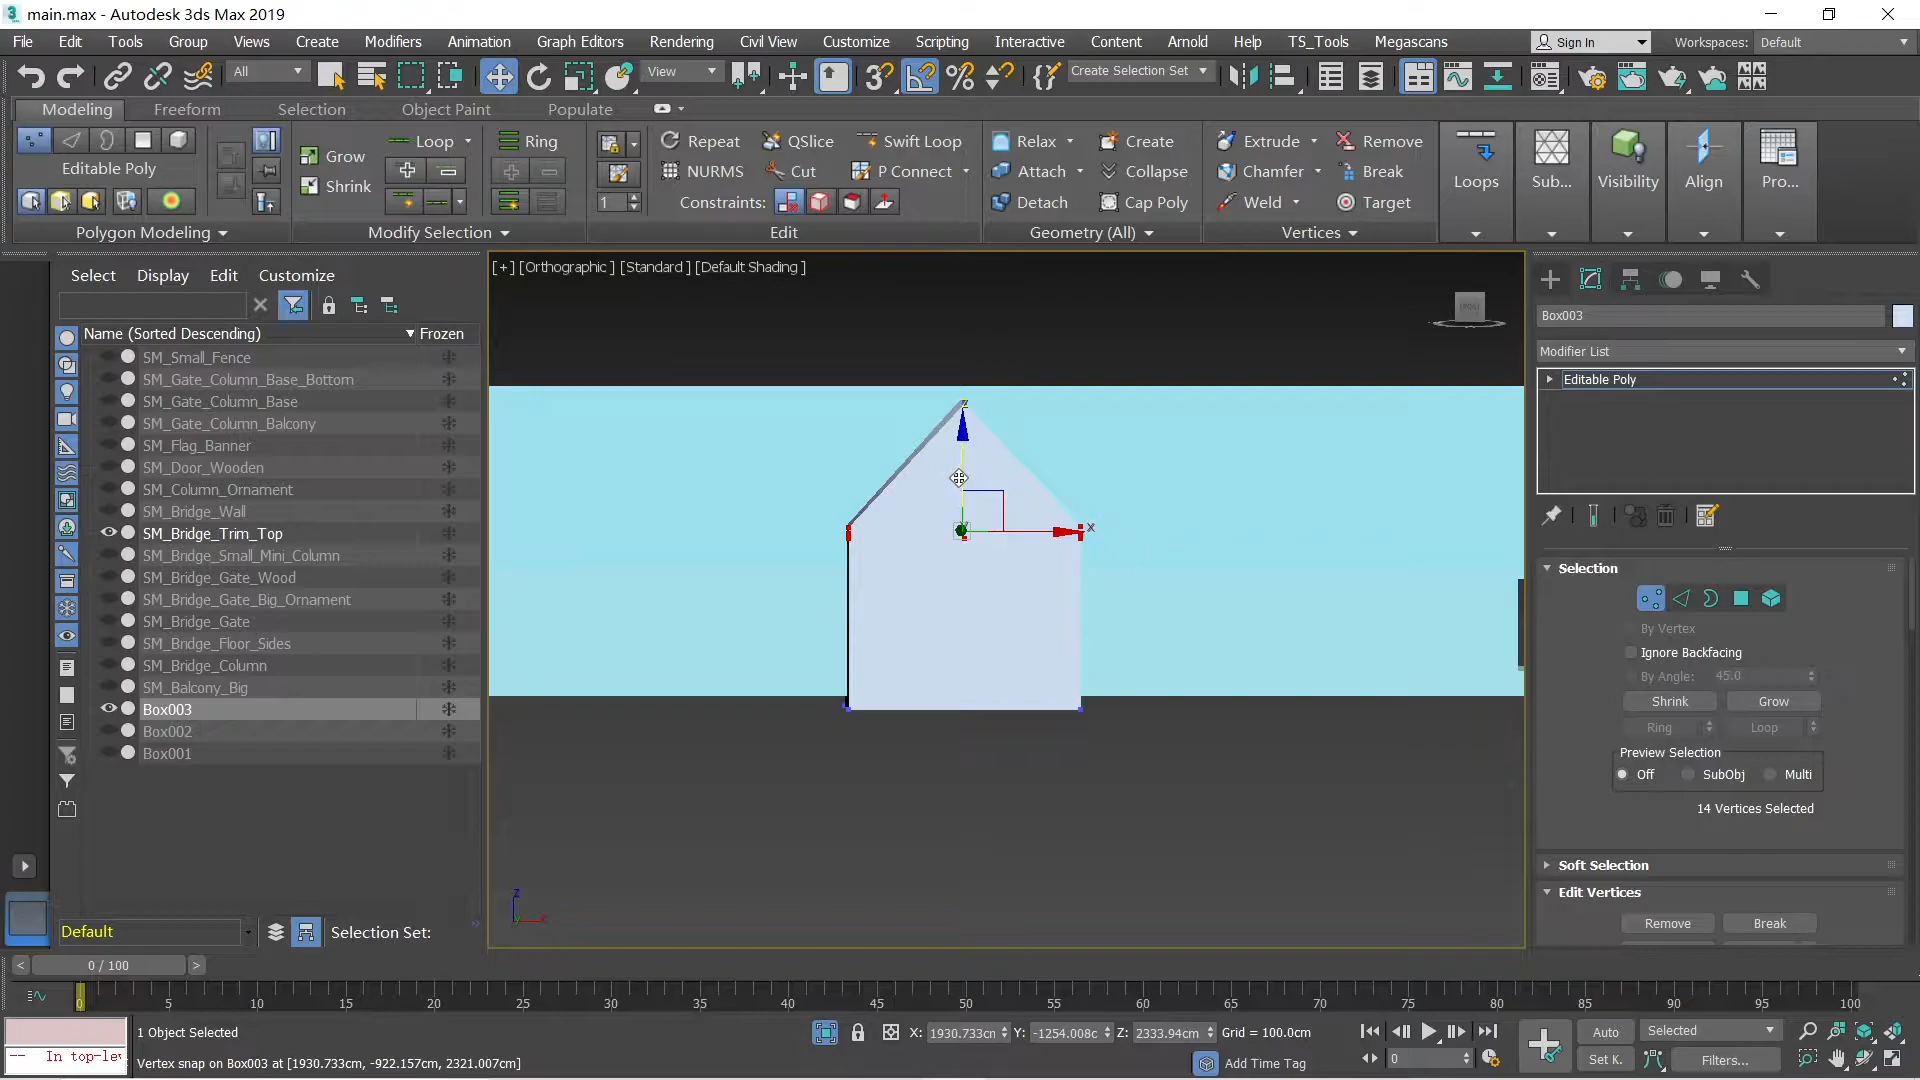 main.max - Autodesk 3ds Max 2019
File Edit Tools Group Views Create Modifiers Animation Graph Editors Rendering Civil View Customize Scripting Interactive Content Arnold Help TS_Tools Megascans Sign In Workspaces: Default
All View Create Selection Set
Modeling Freeform Selection Object Paint Populate
Grow Loop Ring Repeat QSlice Swift Loop Relax Create Extrude Remove
Editable Poly Shrink NURMS Cut P Connect Attach Collapse Chamfer Break Loops Sub... Visibility Align Pro...
1 Constraints: Detach Cap Poly Weld Target
Polygon Modeling Modify Selection Edit Geometry (All) Vertices
Select Display Edit Customize
[+] [Orthographic ] [Standard ] [Default Shading ]
Name (Sorted Descending) Frozen
SM_Small_Fence
SM_Gate_Column_Base_Bottom
SM_Gate_Column_Base
SM_Gate_Column_Balcony
SM_Flag_Banner
SM_Door_Wooden
SM_Column_Ornament
SM_Bridge_Wall
SM_Bridge_Trim_Top
SM_Bridge_Small_Mini_Column
SM_Bridge_Gate_Wood
SM_Bridge_Gate_Big_Ornament
SM_Bridge_Gate
SM_Bridge_Floor_Sides
SM_Bridge_Column
SM_Balcony_Big
Box003
Box002
Box001
z
x
z
x
Box003
Modifier List
Editable Poly
Selection
By Vertex
Ignore Backfacing
By Angle: 45.0
Shrink Grow
Ring Loop
Preview Selection
Off SubObj Multi
14 Vertices Selected
Soft Selection
Edit Vertices
Remove Break
Default Selection Set:
< 0 / 100 >
0 5 10 15 20 25 30 35 40 45 50 55 60 65 70 75 80 85 90 95 100
1 Object Selected X: 1930.733cm Y: -1254.008c Z: 2333.94cm Grid = 100.0cm Auto Selected
-- In top-lev Vertex snap on Box003 at [1930.733cm, -922.157cm, 2321.007cm] Add Time Tag 0 Set K. Filters...